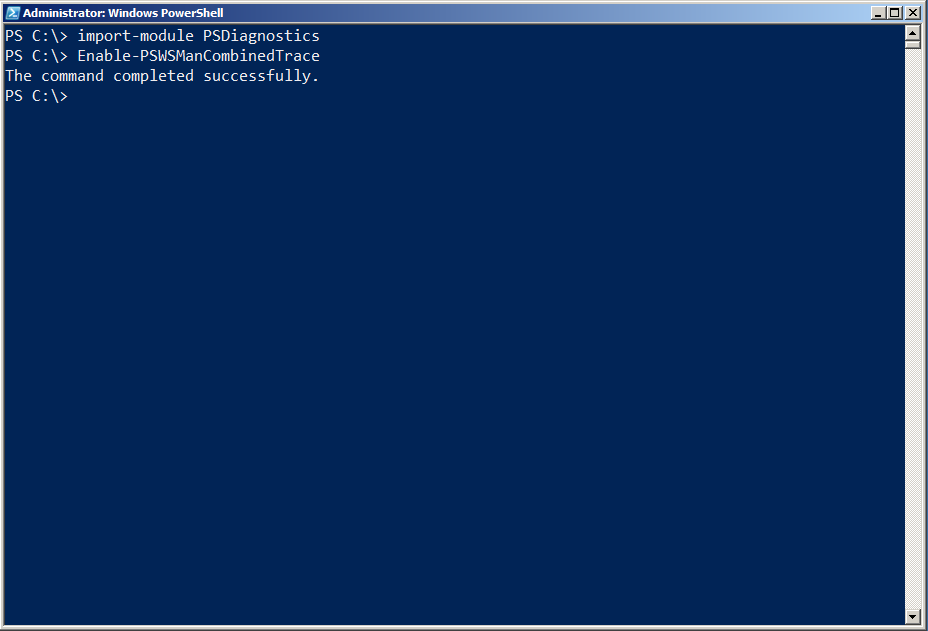 Administrator: Windows PowerShell
PS C:\> import-module PSDiagnostics
PS C:\> Enable-PSWSManCombinedTrace
The command completed successfully.
PS C:\>